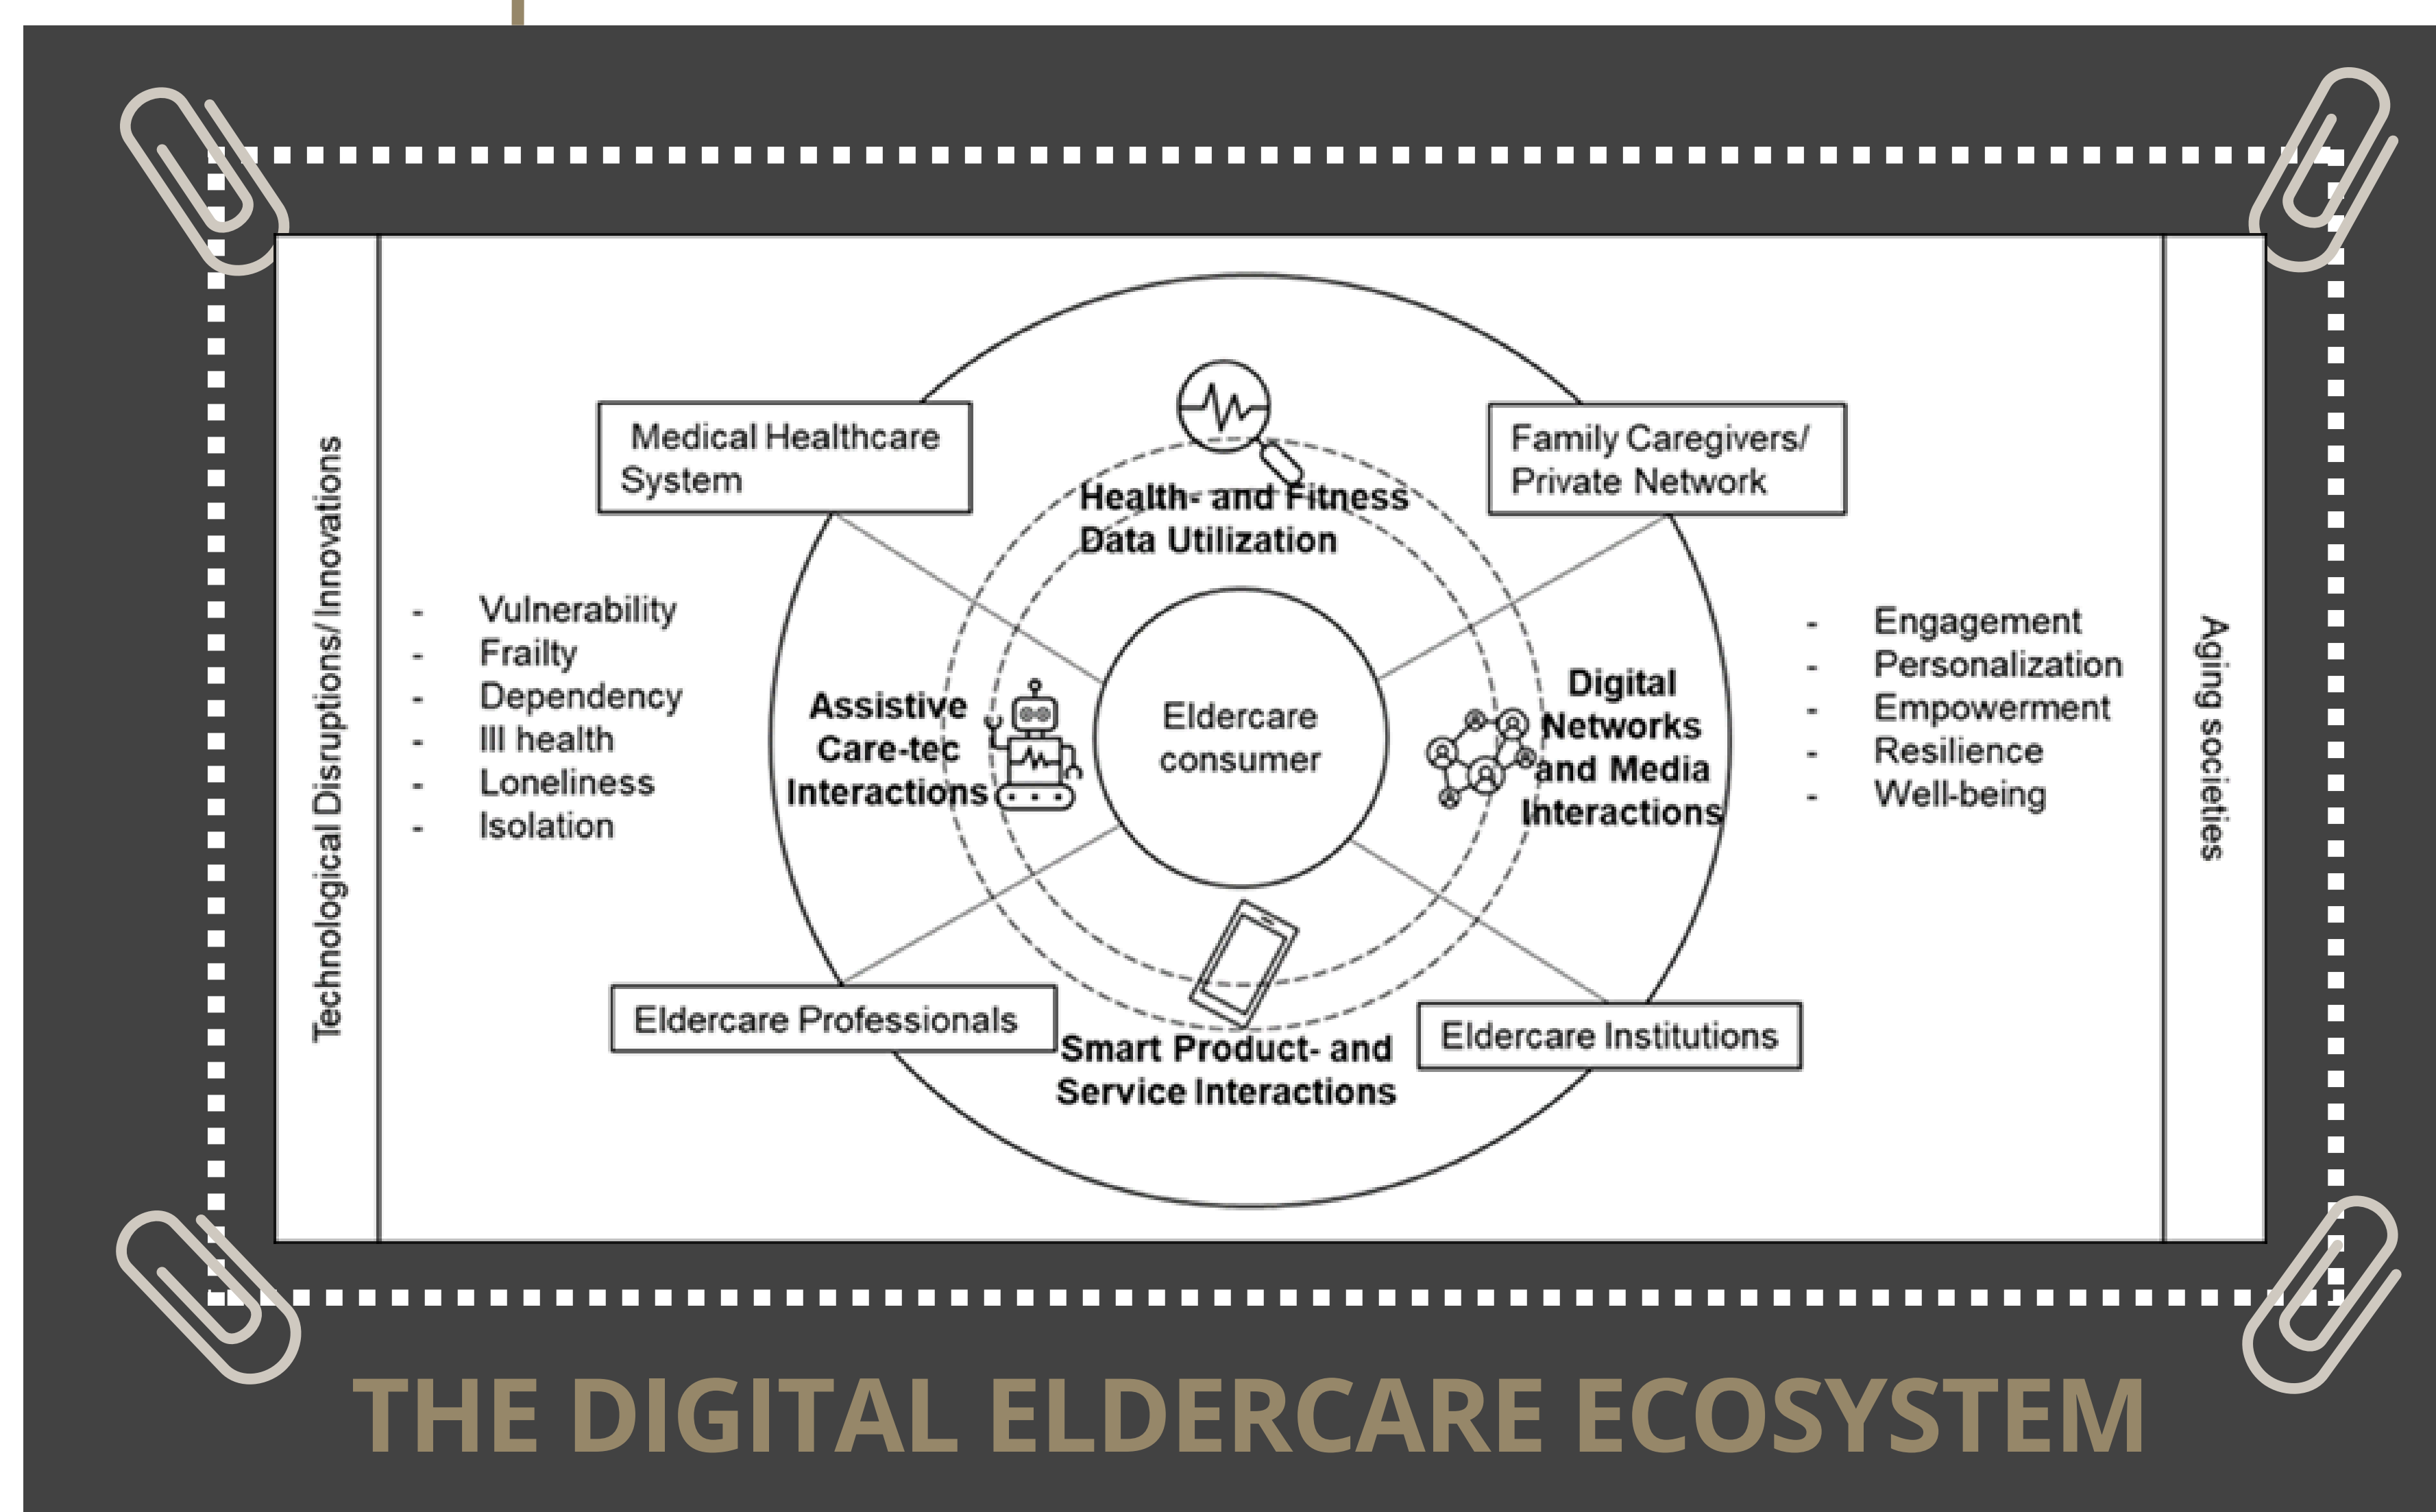 Technological Disruptions/ Innovations
- Vulnerability
- Frailty
- Dependency
- Ill health
- Loneliness
- Isolation
Medical Healthcare
System
Health- and Fitness
Data Utilization
Family Caregivers/
Private Network
Assistive
Care-tec
Interactions
Eldercare
consumer
Digital
Networks
and Media
Interactions
Eldercare Professionals
Smart Product- and
Service Interactions
Eldercare Institutions
- Engagement
- Personalization
- Empowerment
- Resilience
- Well-being
Aging societies
THE DIGITAL ELDERCARE ECOSYSTEM